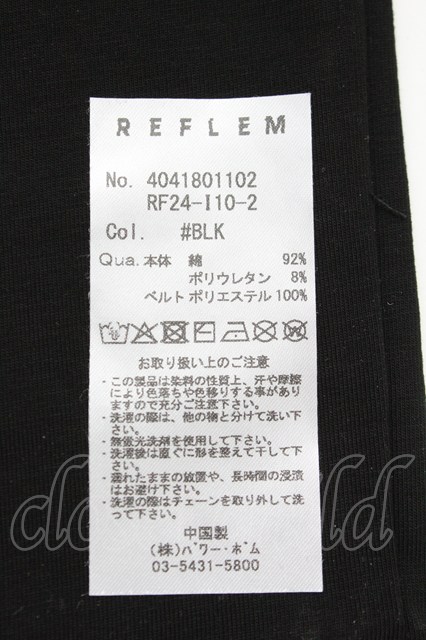 REFLEM
No. 4041801102
RF24-I10-2
Col. #BLK
Qua. 本体 綿 92%
ポリウレタン 8%
ベルト ポリエステル 100%
お取り扱い上のご注意
・この製品は染料の性質上、汗や摩擦
により色落ちや色移りする事があり
ますので充分ご注意下さい。
・洗濯の際は、他の物と分けて洗い下
さい。
・無蛍光洗剤を使用して下さい。
・洗濯後は直ぐに形を整えて干して下
さい。
・濡れたままの放置や、長時間の浸漬
はお避け下さい。
・洗濯の際はチェーンを取り外して洗
って下さい。
中国製
(株)パワー・ボム
03-5431-5800